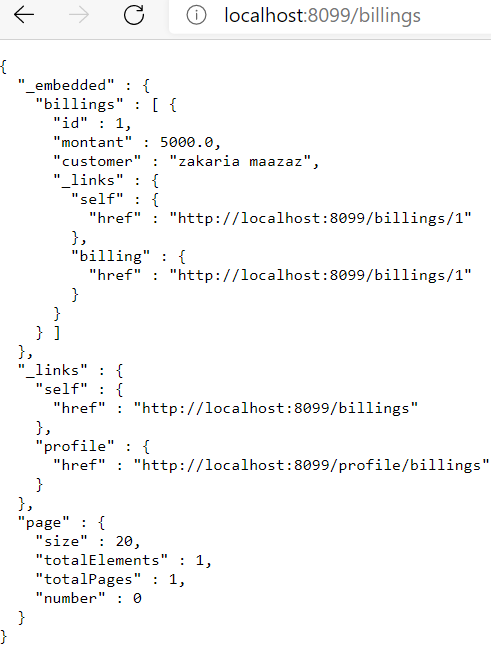 localhost:8099/billings
{
  "_embedded" : {
    "billings" : [ {
      "id" : 1,
      "montant" : 5000.0,
      "customer" : "zakaria maazaz",
      "_links" : {
        "self" : {
          "href" : "http://localhost:8099/billings/1"
        },
        "billing" : {
          "href" : "http://localhost:8099/billings/1"
        }
      }
    } ]
  },
  "_links" : {
    "self" : {
      "href" : "http://localhost:8099/billings"
    },
    "profile" : {
      "href" : "http://localhost:8099/profile/billings"
    }
  },
  "page" : {
    "size" : 20,
    "totalElements" : 1,
    "totalPages" : 1,
    "number" : 0
  }
}